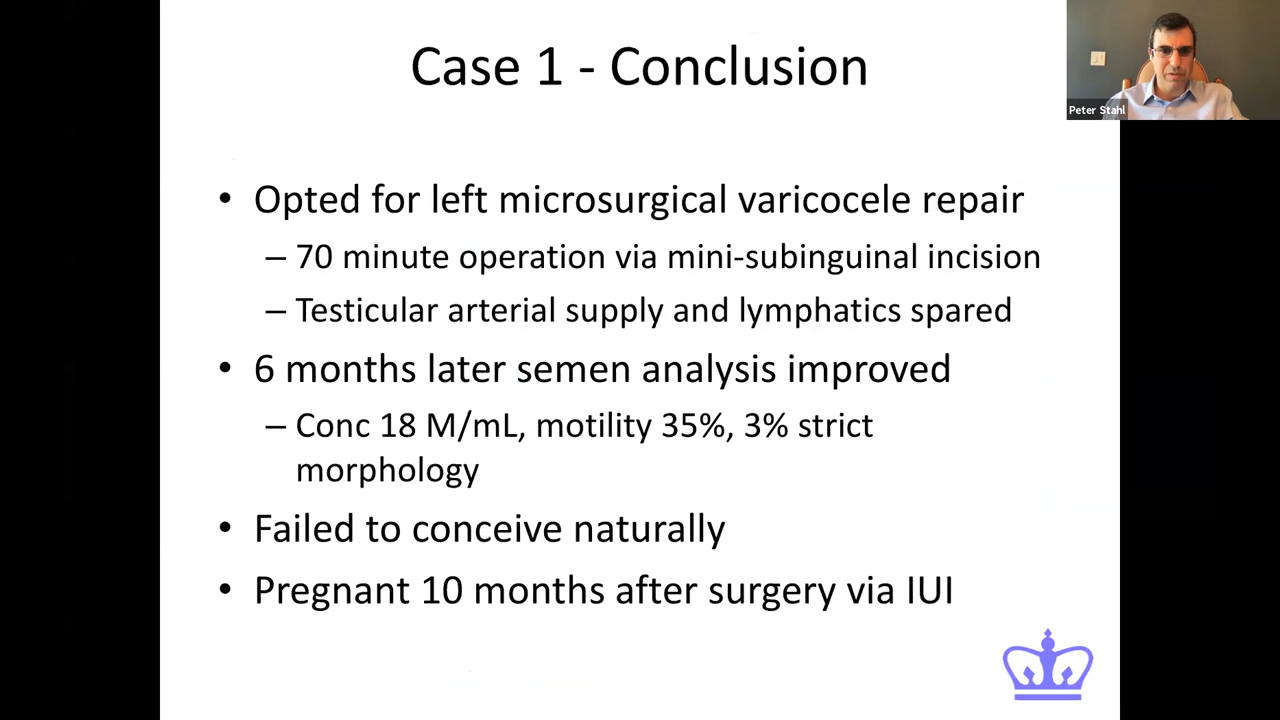 Case 1 - Conclusion
Peter Stahl
• Opted for left microsurgical varicocele repair
– 70 minute operation via mini-subinguinal incision
– Testicular arterial supply and lymphatics spared
• 6 months later semen analysis improved
– Conc 18 M/mL, motility 35%, 3% strict
morphology
• Failed to conceive naturally
• Pregnant 10 months after surgery via IUI